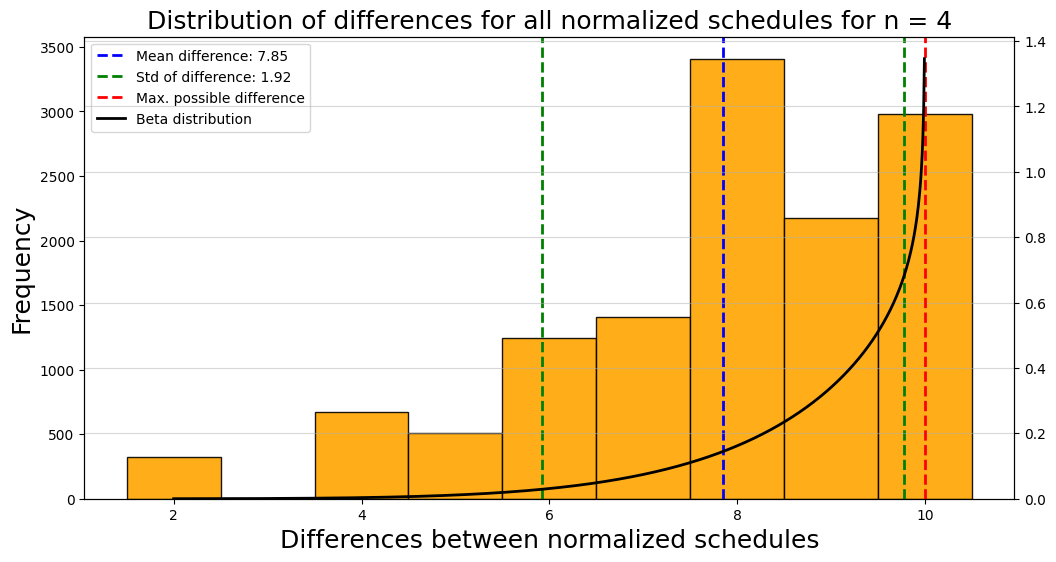 Distribution of differences for all normalized schedules for n = 4
Mean difference: 7.85
Std of difference: 1.92
Max. possible difference
Beta distribution
Frequency
3500
3000
2500
2000
1500
1000
500
0
1.4
1.2
1.0
0.8
0.6
0.4
0.2
0.0
2 4 6 8 10
Differences between normalized schedules